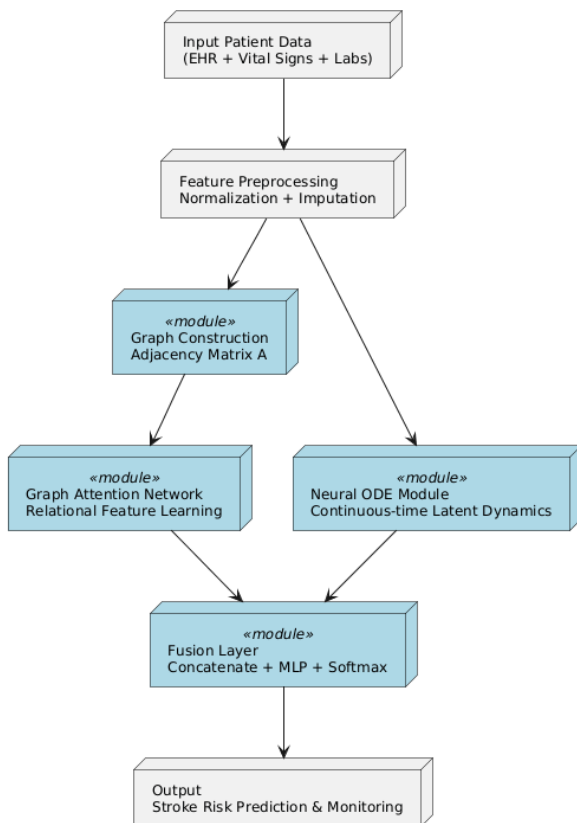 Input Patient Data
(EHR + Vital Signs + Labs)
Feature Preprocessing
Normalization + Imputation
«module»
Graph Construction
Adjacency Matrix A
«module»
Graph Attention Network
Relational Feature Learning
«module»
Neural ODE Module
Continuous-time Latent Dynamics
«module»
Fusion Layer
Concatenate + MLP + Softmax
Output
Stroke Risk Prediction & Monitoring